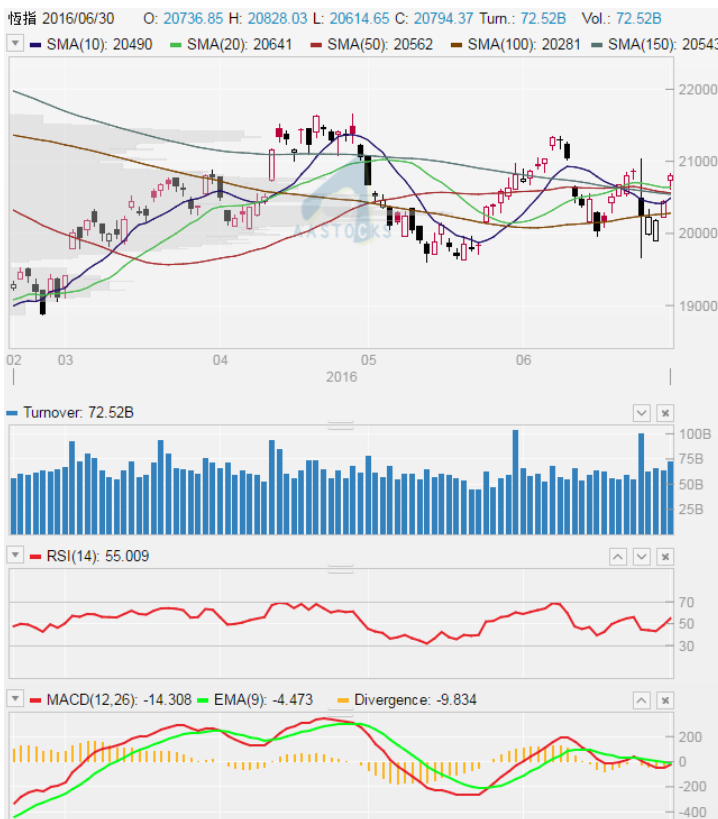 恆指 2016/06/30 O: 20736.85 H: 20828.03 L: 20614.65 C: 20794.37 Turn.: 72.52B Vol.: 72.52B
SMA(10): 20490 SMA(20): 20641 SMA(50): 20562 SMA(100): 20281 SMA(150): 20543
22000
21000
AASTOCKS
20000
19000
02 03 04 05 06
2016
Turnover: 72.52B
100B
75B
50B
25B
RSI(14): 55.009
70
50
30
MACD(12,26): -14.308 EMA(9): -4.473 Divergence: -9.834
200
0
-200
-400